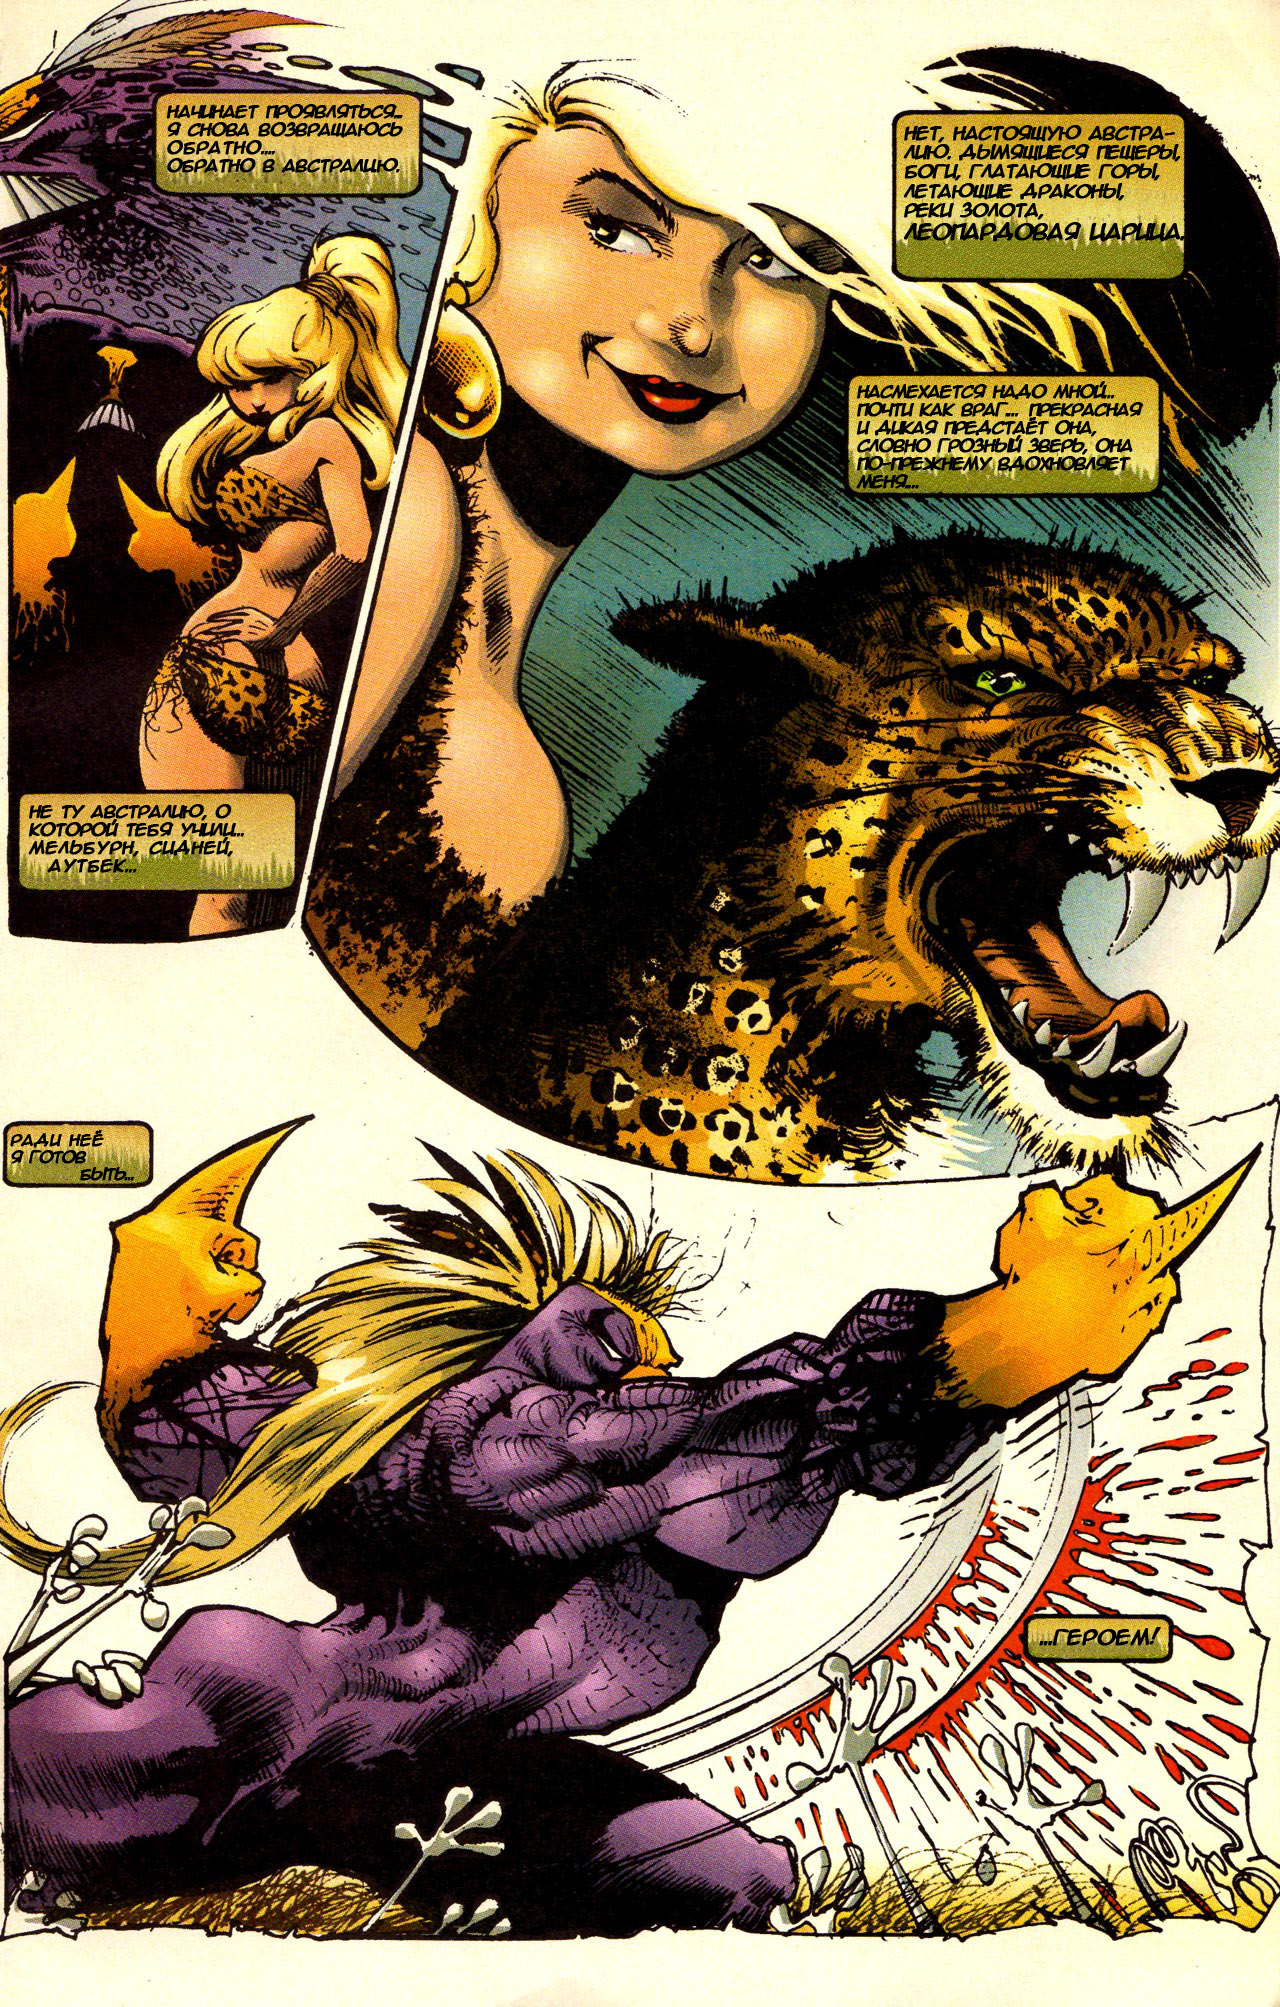 НАЧИНАЕТ ПРОЯВЛЯТЬСЯ...
Я СНОВА ВОЗВРАЩАЮСЬ
ОБРАТНО....
ОБРАТНО В АВСТРАЛИЮ.
НЕ ТУ АВСТРАЛИЮ, О
КОТОРОЙ ТЕБЯ УЧИЛИ...
МЕЛЬБУРН, СИДНЕЙ,
АУТБЕК...
НЕТ, НАСТОЯЩУЮ АВСТРА-
ЛИЮ. ДЫМЯЩИЕСЯ ПЕЩЕРЫ,
БОГИ, ГЛАТАЮЩИЕ ГОРЫ,
ЛЕТАЮЩИЕ ДРАКОНЫ,
РЕКИ ЗОЛОТА,
ЛЕОПАРДОВАЯ ЦАРИЦА.
НАСМЕХАЕТСЯ НАДО МНОЙ...
ПОЧТИ КАК ВРАГ... ПРЕКРАСНАЯ
И ДИКАЯ ПРЕДСТАЁТ ОНА,
СЛОВНО ГРОЗНЫЙ ЗВЕРЬ, ОНА
ПО-ПРЕЖНЕМУ ВДОХНОВЛЯЕТ
МЕНЯ...
РАДИ НЕЁ
Я ГОТОВ
БЫТЬ...
...ГЕРОЕМ!